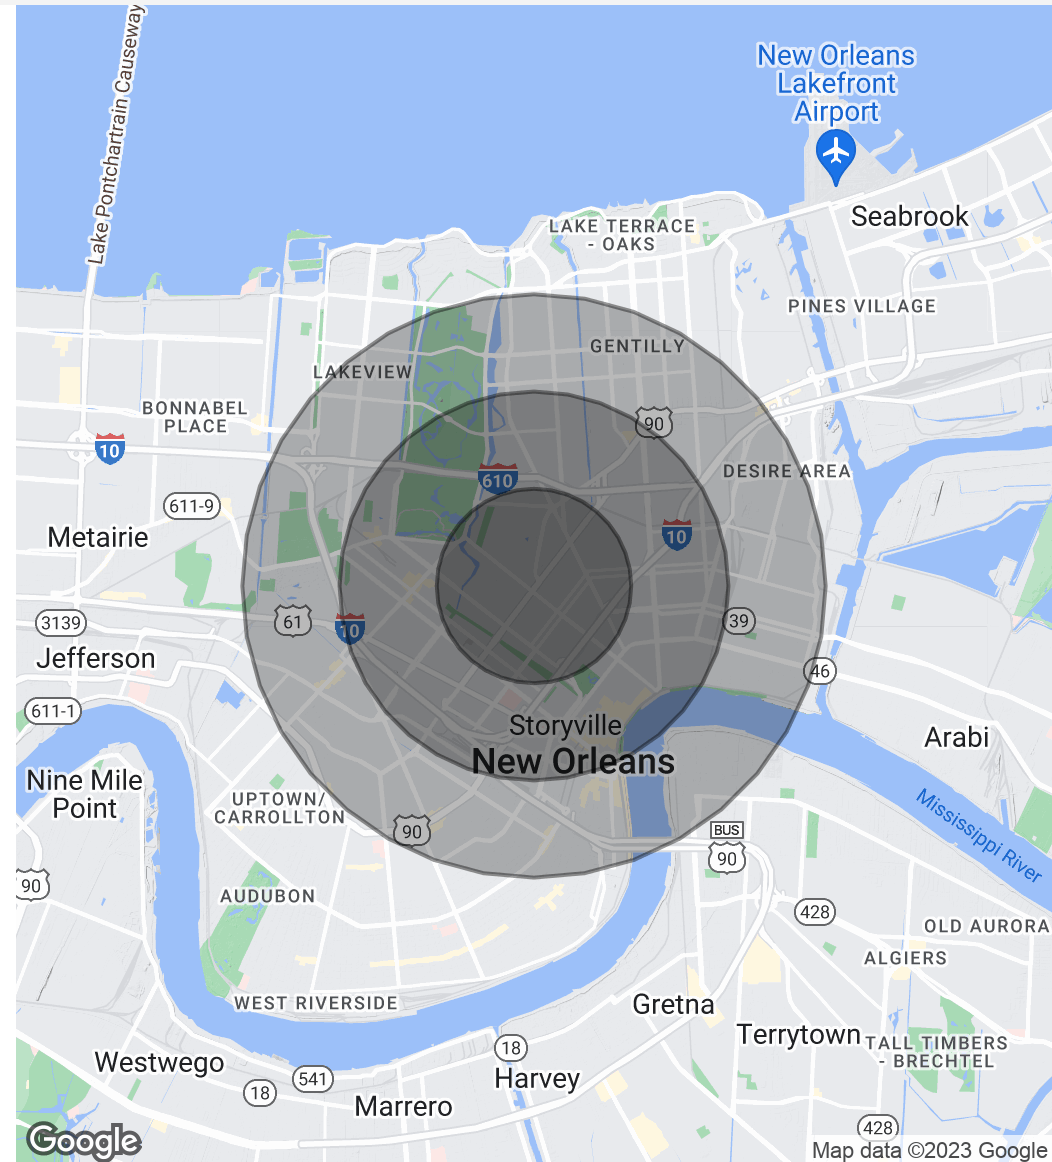 Lake Pontchartrain Causeway
New Orleans
Lakefront
Airport
Seabrook
LAKE TERRACE
- OAKS
PINES VILLAGE
GENTILLY
LAKEVIEW
BONNABEL
PLACE
90
10
610
DESIRE AREA
611-9
Metairie
10
3139
61
10
39
Jefferson
46
611-1
Storyville
New Orleans
Arabi
Nine Mile
Point
UPTOWN/
CARROLLTON
90
BUS
90
Mississippi River
90
AUDUBON
428
OLD AURORA
ALGIERS
WEST RIVERSIDE
Gretna
Terrytown
TALL TIMBERS
- BRECHTEL
18
Westwego
541
18
Harvey
Marrero
428
Google
Map data ©2023 Google